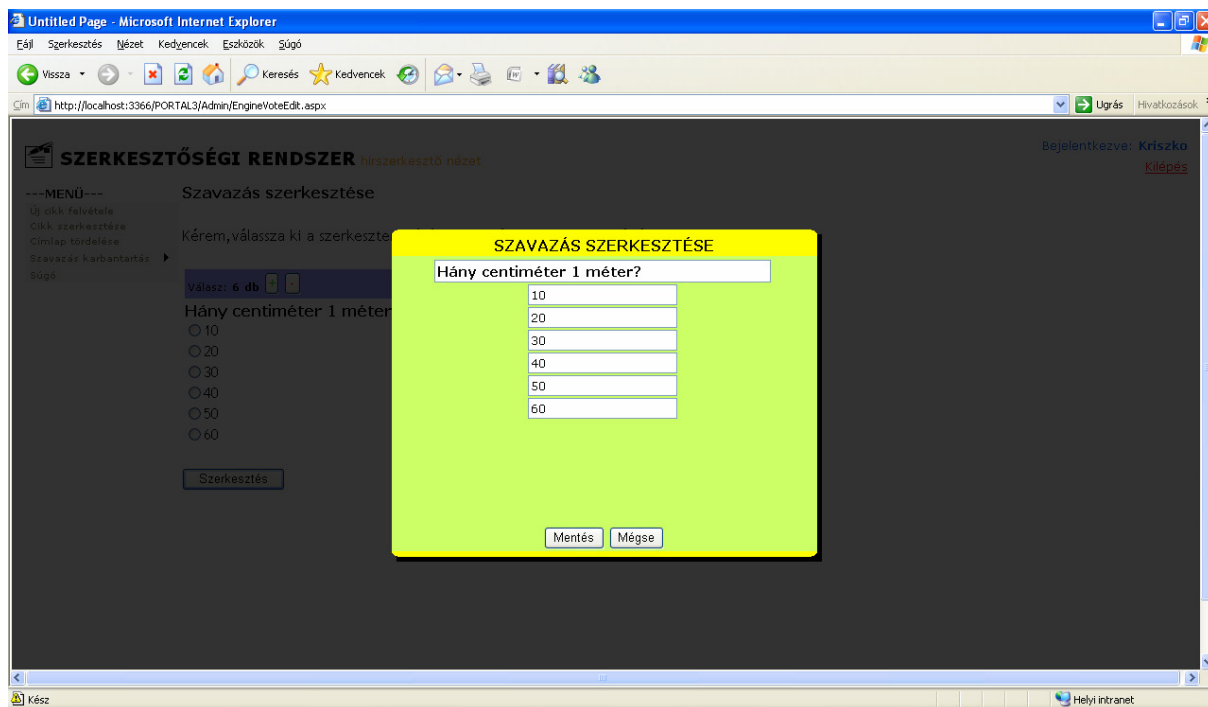 Untitled Page - Microsoft Internet Explorer
Fájl Szerkesztés Nézet Kedvencek Eszközök Súgó
Vissza Keresés Kedvencek
Cím http://localhost:3366/PORTAL3/Admin/EngineVoteEdit.aspx Ugrás Hivatkozások
SZERKESZTŐSÉGI RENDSZER hírszerkesztő nézet
Bejelentkezve: Kriszko
Kilépés
---MENÜ---
Új cikk felvétele
Cikk szerkesztése
Címlap tördelése
Szavazás karbantartás
Súgó
Szavazás szerkesztése
Kérem, válassza ki a szerkeszte
Válasz: 6 db + -
Hány centiméter 1 méter
10
20
30
40
50
60
Szerkesztés
SZAVAZÁS SZERKESZTÉSE
Hány centiméter 1 méter?
10
20
30
40
50
60
Mentés Mégse
Kész
Helyi intranet